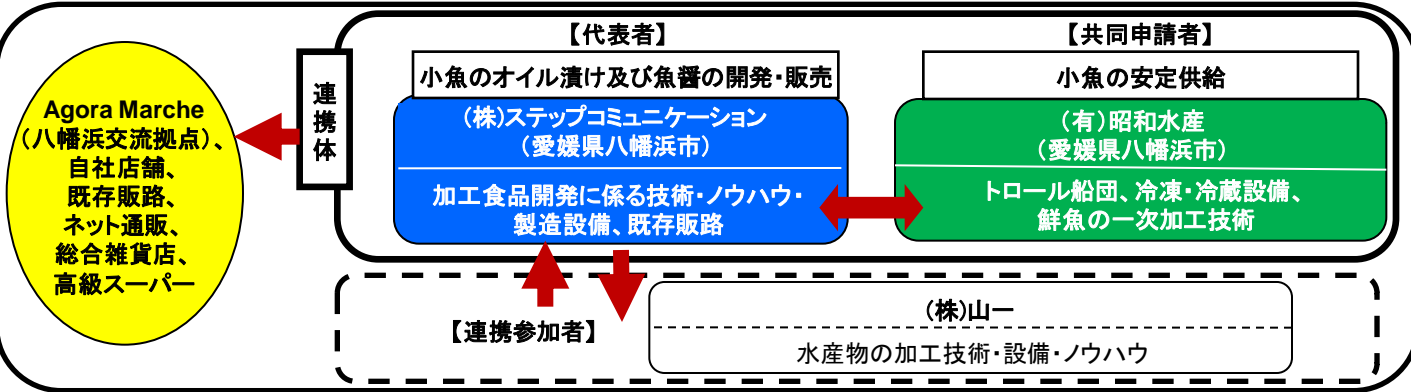 Agora Marche
（八幡浜交流拠点）、
自社店舗、
既存販路、
ネット通販、
総合雑貨店、
高級スーパー
連
携
体
【代表者】
小魚のオイル漬け及び魚醤の開発・販売
（株）ステップコミュニケーション
（愛媛県八幡浜市）
加工食品開発に係る技術・ノウハウ・
製造設備、既存販路
【共同申請者】
小魚の安定供給
（有）昭和水産
（愛媛県八幡浜市）
トロール船団、冷凍・冷蔵設備、
鮮魚の一次加工技術
【連携参加者】
（株）山一
水産物の加工技術・設備・ノウハウ